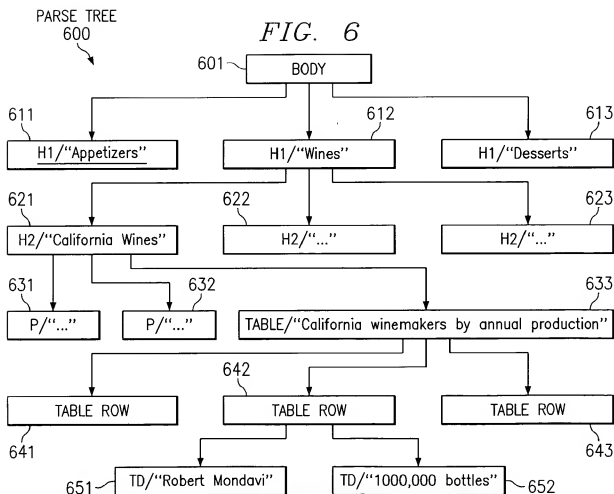 PARSE TREE
600
FIG. 6
601
BODY
611
612
613
H1/“Appetizers”
H1/“Wines”
H1/“Desserts”
621
622
623
H2/“California Wines”
H2/“...”
H2/“...”
631
632
633
P/“...”
P/“...”
TABLE/“California winemakers by annual production”
642
TABLE ROW
TABLE ROW
TABLE ROW
641
643
651
TD/“Robert Mondavi”
TD/“1000,000 bottles”
652